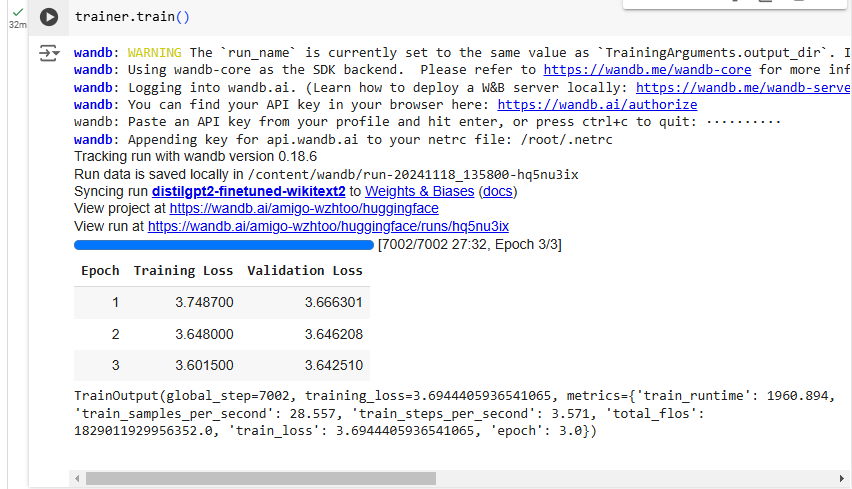 trainer.train()
32m
wandb: WARNING The `run_name` is currently set to the same value as `TrainingArguments.output_dir`. I
wandb: Using wandb-core as the SDK backend.  Please refer to https://wandb.me/wandb-core for more inf
wandb: Logging into wandb.ai. (Learn how to deploy a W&B server locally: https://wandb.me/wandb-serve
wandb: You can find your API key in your browser here: https://wandb.ai/authorize
wandb: Paste an API key from your profile and hit enter, or press ctrl+c to quit: ··········
wandb: Appending key for api.wandb.ai to your netrc file: /root/.netrc
Tracking run with wandb version 0.18.6
Run data is saved locally in /content/wandb/run-20241118_135800-hq5nu3ix
Syncing run distilgpt2-finetuned-wikitext2 to Weights & Biases (docs)
View project at https://wandb.ai/amigo-wzhtoo/huggingface
View run at https://wandb.ai/amigo-wzhtoo/huggingface/runs/hq5nu3ix
[7002/7002 27:32, Epoch 3/3]
Epoch Training Loss Validation Loss
1 3.748700 3.666301
2 3.648000 3.646208
3 3.601500 3.642510
TrainOutput(global_step=7002, training_loss=3.6944405936541065, metrics={'train_runtime': 1960.894,
'train_samples_per_second': 28.557, 'train_steps_per_second': 3.571, 'total_flos':
1829011929956352.0, 'train_loss': 3.6944405936541065, 'epoch': 3.0})